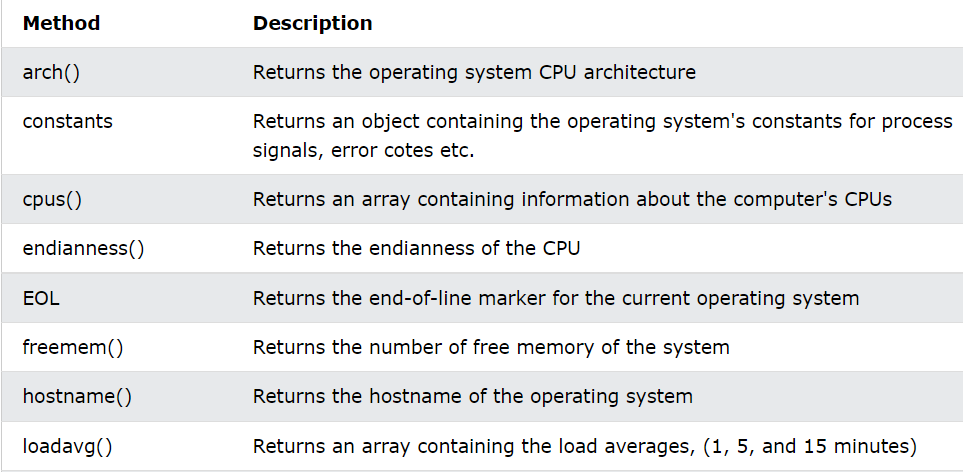 Method Description
arch() Returns the operating system CPU architecture
constants Returns an object containing the operating system's constants for process
signals, error cotes etc.
cpus() Returns an array containing information about the computer's CPUs
endianness() Returns the endianness of the CPU
EOL Returns the end-of-line marker for the current operating system
freemem() Returns the number of free memory of the system
hostname() Returns the hostname of the operating system
loadavg() Returns an array containing the load averages, (1, 5, and 15 minutes)